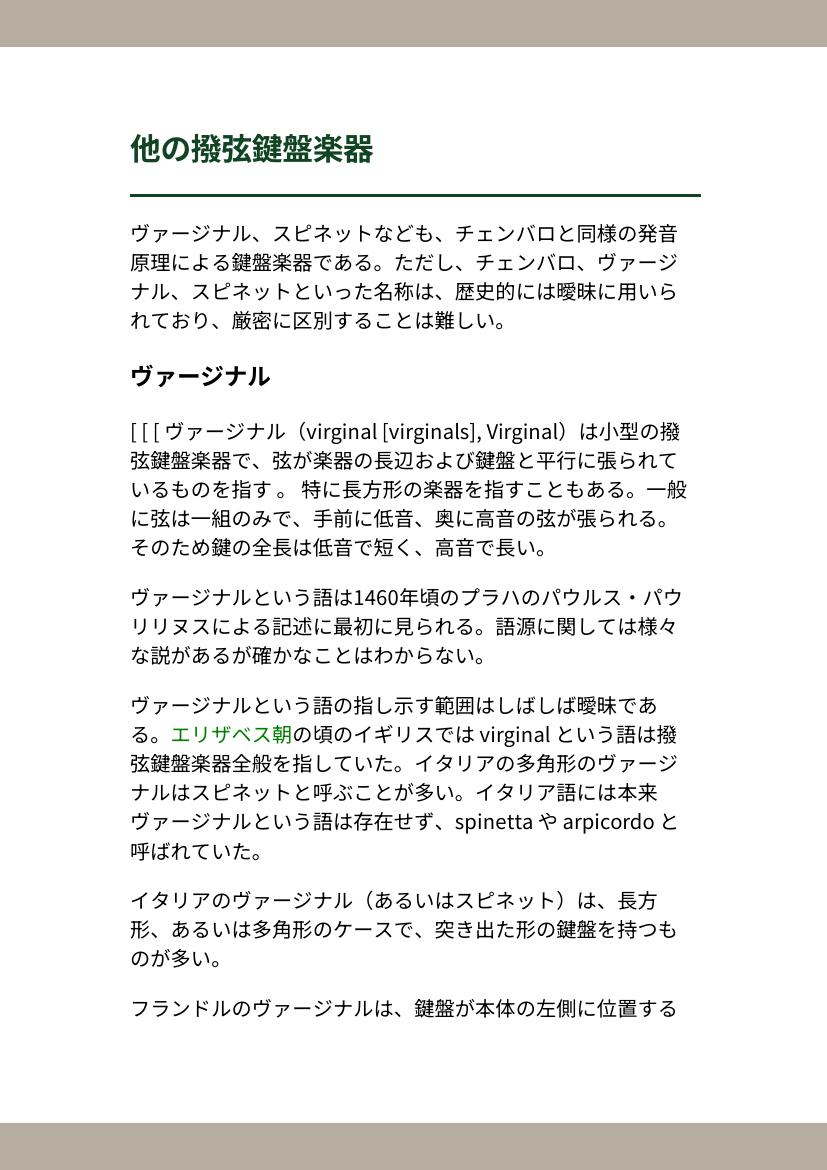 他の撥弦鍵盤楽器
ヴァージナル、スピネットなども、チェンバロと同様の発音
原理による鍵盤楽器である。ただし、チェンバロ、ヴァージ
ナル、スピネットといった名称は、歴史的には曖昧に用いら
れており、厳密に区別することは難しい。
ヴァージナル
[ [ [ ヴァージナル（virginal [virginals], Virginal）は小型の撥
弦鍵盤楽器で、弦が楽器の長辺および鍵盤と平行に張られて
いるものを指す 。 特に長方形の楽器を指すこともある。一般
に弦は一組のみで、手前に低音、奥に高音の弦が張られる。
そのため鍵の全長は低音で短く、高音で長い。
ヴァージナルという語は1460年頃のプラハのパウルス・パウ
リリヌスによる記述に最初に見られる。語源に関しては様々
な説があるが確かなことはわからない。
ヴァージナルという語の指し示す範囲はしばしば曖昧であ
る。エリザベス朝の頃のイギリスでは virginal という語は撥
弦鍵盤楽器全般を指していた。イタリアの多角形のヴァージ
ナルはスピネットと呼ぶことが多い。イタリア語には本来
ヴァージナルという語は存在せず、spinetta や arpicordo と
呼ばれていた。
イタリアのヴァージナル（あるいはスピネット）は、長方
形、あるいは多角形のケースで、突き出た形の鍵盤を持つも
のが多い。
フランドルのヴァージナルは、鍵盤が本体の左側に位置する